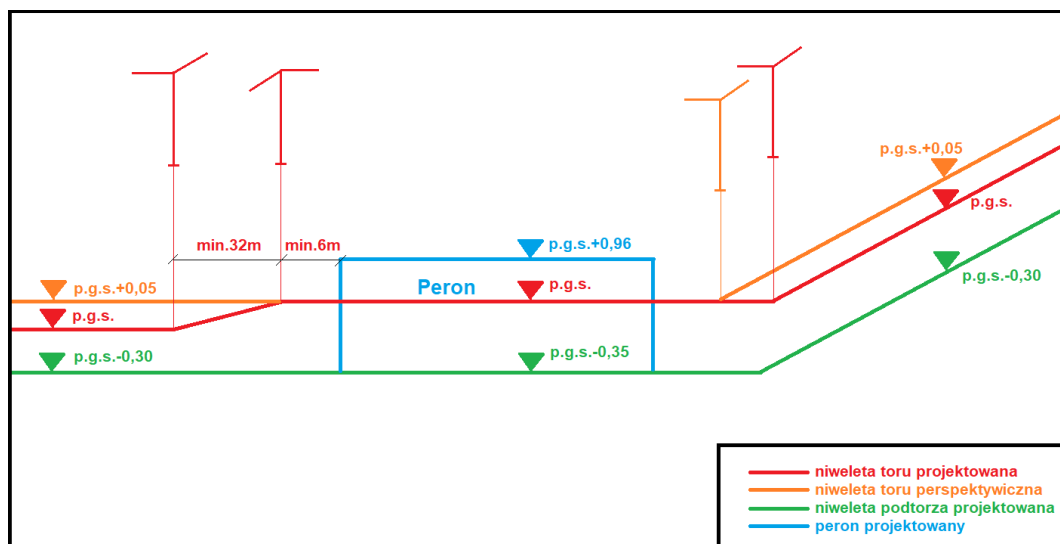 p.g.s.+0,05
p.g.s.
min.32m
min.6m
p.g.s.+0,96
Peron
p.g.s.
p.g.s.+0,05
p.g.s.
p.g.s.-0,30
p.g.s.-0,30
p.g.s.-0,35
niweleta toru projektowana
niweleta toru perspektywiczna
niweleta podtorza projektowana
peron projektowany